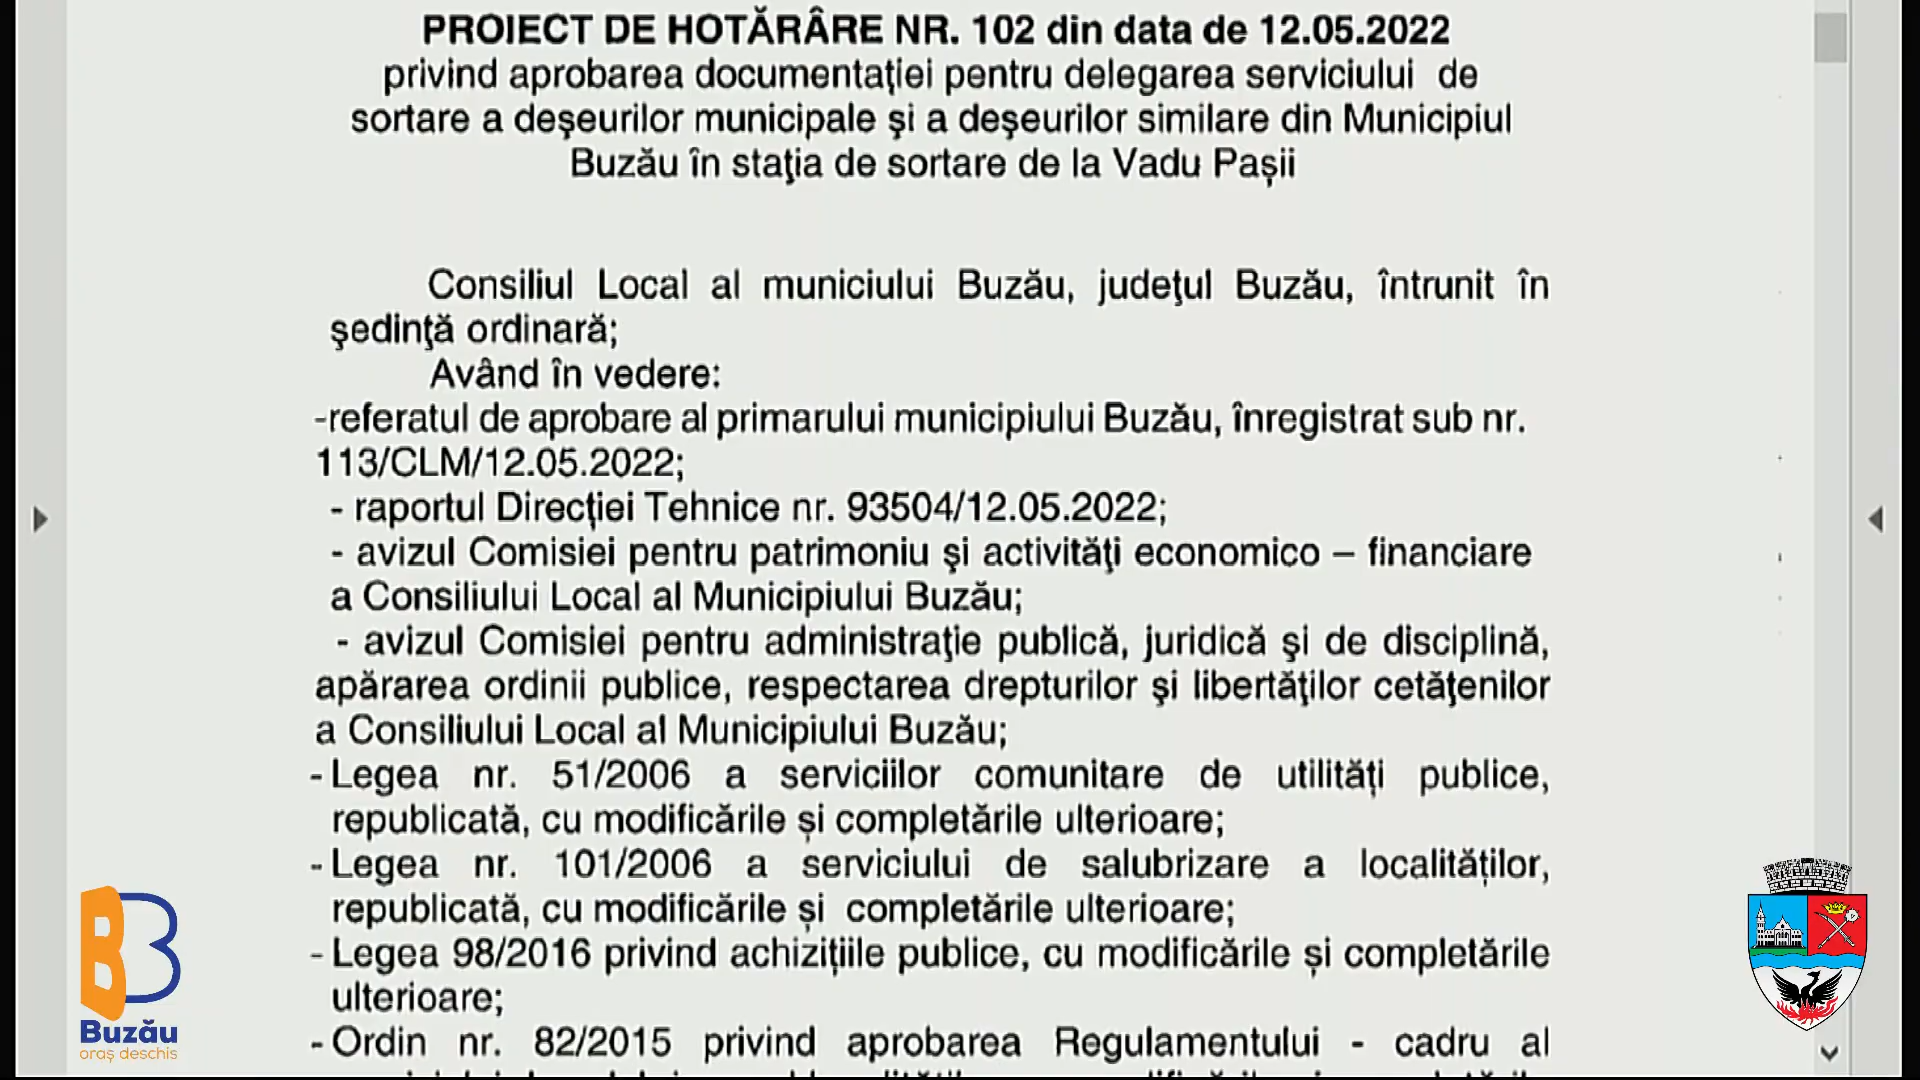 PROIECT DE HOTĂRÂRE NR. 102 din data de 12.05.2022
privind aprobarea documentației pentru delegarea serviciului de
sortare a deşeurilor municipale şi a deşeurilor similare din Municipiul
Buzău în staţia de sortare de la Vadu Pașii
Consiliul Local al municiului Buzău, judeţul Buzău, întrunit în
şedinţă ordinară;
Având în vedere:
-referatul de aprobare al primarului municipiului Buzău, înregistrat sub nr.
113/CLM/12.05.2022;
- raportul Direcției Tehnice nr. 93504/12.05.2022;
- avizul Comisiei pentru patrimoniu şi activităţi economico – financiare
a Consiliului Local al Municipiului Buzău;
- avizul Comisiei pentru administraţie publică, juridică şi de disciplină,
apărarea ordinii publice, respectarea drepturilor şi libertăţilor cetăţenilor
a Consiliului Local al Municipiului Buzău;
- Legea nr. 51/2006 a serviciilor comunitare de utilități publice,
republicată, cu modificările și completările ulterioare;
- Legea nr. 101/2006 a serviciului de salubrizare a localităților,
republicată, cu modificările și completările ulterioare;
- Legea 98/2016 privind achizițiile publice, cu modificările și completările
ulterioare;
- Ordin nr. 82/2015 privind aprobarea Regulamentului - cadru al
Buzău
oraș deschis